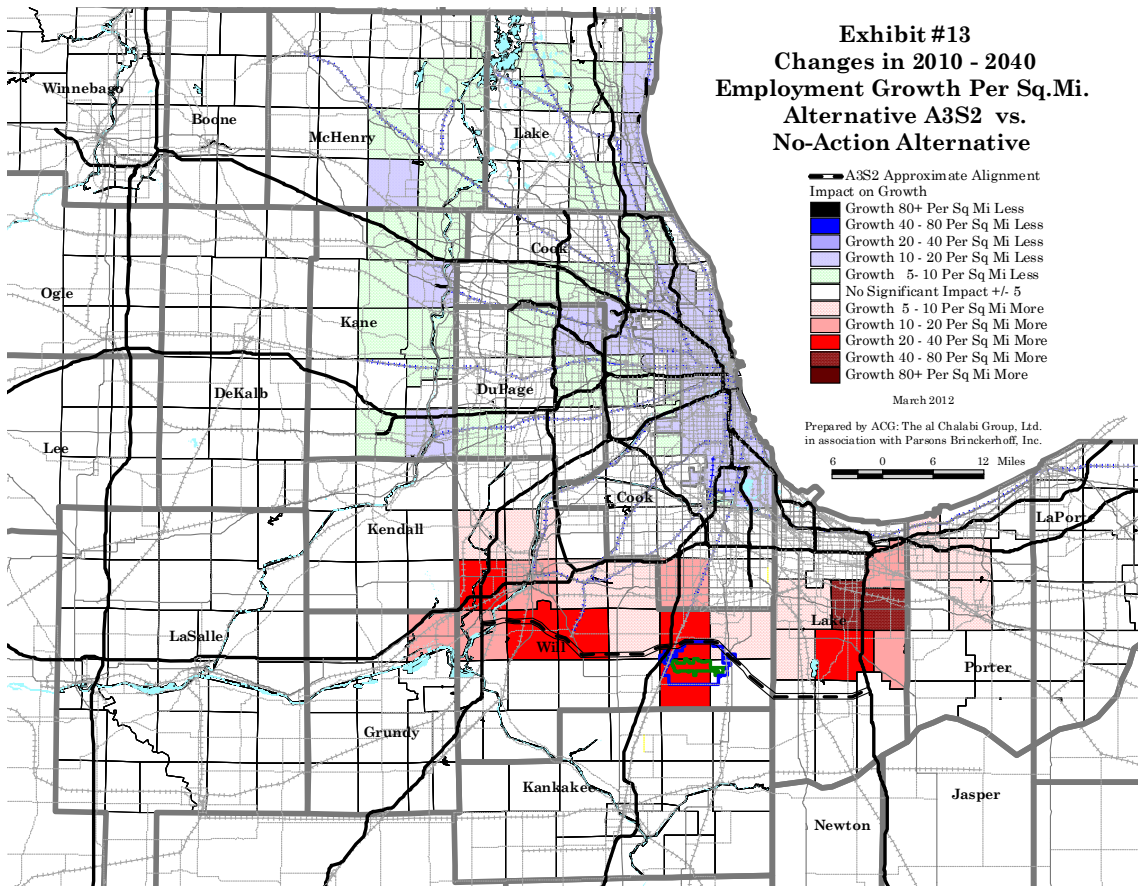 Exhibit #13
Changes in 2010 - 2040
Employment Growth Per Sq.Mi.
Alternative A3S2 vs.
No-Action Alternative
A3S2 Approximate Alignment
Impact on Growth
Growth 80+ Per Sq Mi Less
Growth 40 - 80 Per Sq Mi Less
Growth 20 - 40 Per Sq Mi Less
Growth 10 - 20 Per Sq Mi Less
Growth 5- 10 Per Sq Mi Less
No Significant Impact +/- 5
Growth 5 - 10 Per Sq Mi More
Growth 10 - 20 Per Sq Mi More
Growth 20 - 40 Per Sq Mi More
Growth 40 - 80 Per Sq Mi More
Growth 80+ Per Sq Mi More
March 2012
Prepared by ACG: The al Chalabi Group, Ltd.
in association with Parsons Brinckerhoff, Inc.
6 0 6 12 Miles
Winnebago
Boone
McHenry
Lake
Cook
Ogle
Kane
DeKalb
DuPage
Lee
Cook
Kendall
LaPorte
LaSalle
Will
Lake
Porter
Grundy
Kankakee
Jasper
Newton